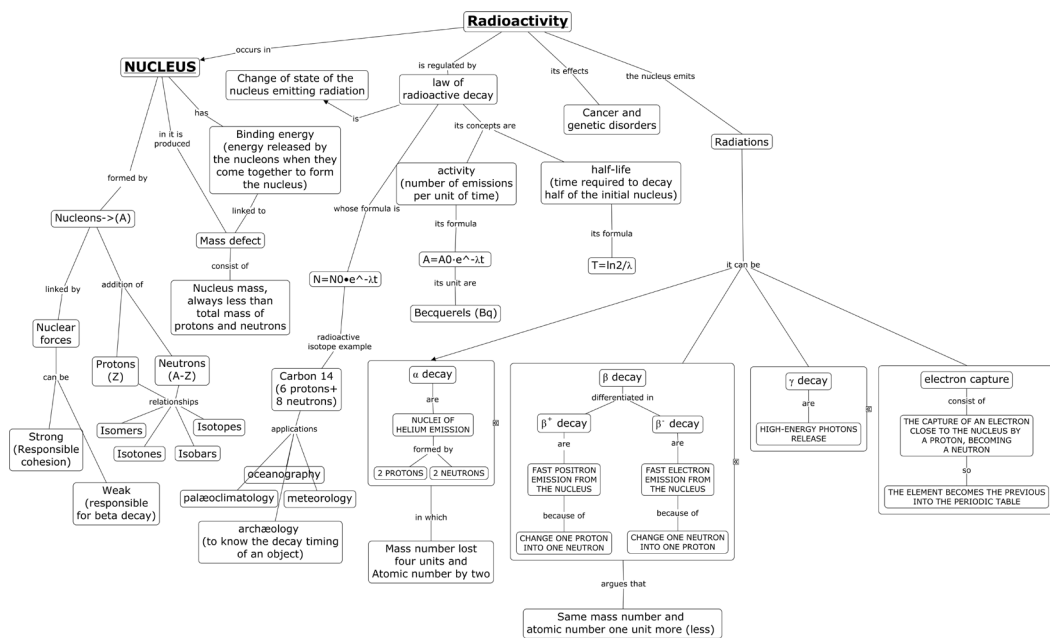 Radioactivity
occurs in
is regulated by
its effects
the nucleus emits
NUCLEUS
Change of state of the
nucleus emitting radiation
law of
radioactive decay
is
Cancer and
genetic disorders
Radiations
has
in it is
produced
Binding energy
(energy released by
the nucleons when they
come together to form
the nucleus)
its concepts are
activity
(number of emissions
per unit of time)
half-life
(time required to decay
half of the initial nucleus)
formed by
whose formula is
linked to
Nucleons->(A)
Mass defect
its formula
its formula
consist of
A=A0·e^-λt
T=ln2/λ
it can be
N=N0•e^-λt
its unit are
Becquerels (Bq)
linked by
addition of
Nucleus mass,
always less than
total mass of
protons and neutrons
Nuclear
forces
radioactive
isotope example
Protons
(Z)
Neutrons
(A-Z)
can be
Carbon 14
(6 protons+
8 neutrons)
relationships
Isomers
Isotopes
Isotones
Isobars
applications
Strong
(Responsible
cohesion)
Weak
(responsible
for beta decay)
oceanography
palæoclimatology
meteorology
archæology
(to know the decay timing
of an object)
α decay
are
NUCLEI OF
HELIUM EMISSION
formed by
2 PROTONS
2 NEUTRONS
in which
Mass number lost
four units and
Atomic number by two
β decay
differentiated in
β+ decay
β- decay
are
are
FAST POSITRON
EMISSION FROM
THE NUCLEUS
FAST ELECTRON
EMISSION FROM
THE NUCLEUS
because of
because of
CHANGE ONE PROTON
INTO ONE NEUTRON
CHANGE ONE NEUTRON
INTO ONE PROTON
argues that
Same mass number and
atomic number one unit more (less)
γ decay
are
HIGH-ENERGY PHOTONS
RELEASE
electron capture
consist of
THE CAPTURE OF AN ELECTRON
CLOSE TO THE NUCLEUS BY
A PROTON, BECOMING
A NEUTRON
so
THE ELEMENT BECOMES THE PREVIOUS
INTO THE PERIODIC TABLE